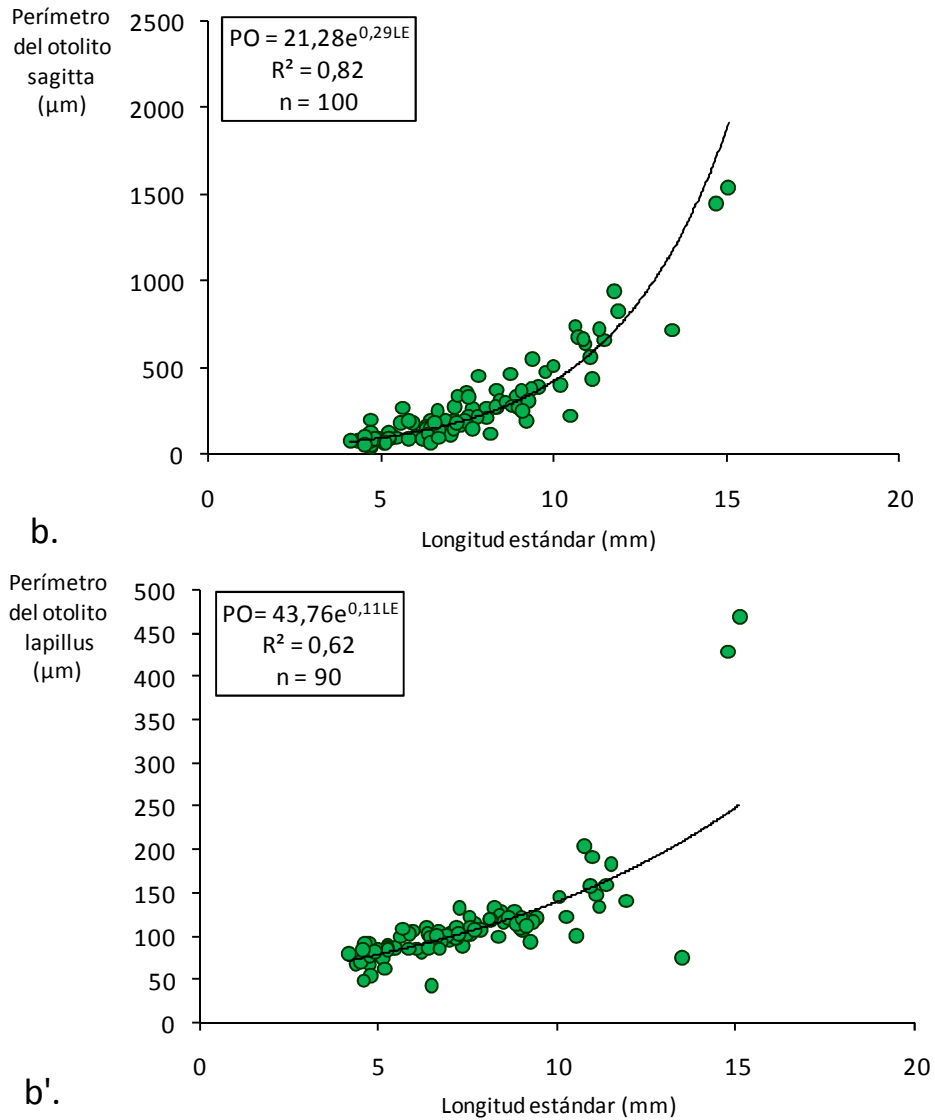 Perímetro
del otolito
sagitta
(µm)
2500
2000
1500
1000
500
0
PO = 21,28e^0,29LE
R² = 0,82
n = 100
0 5 10 15 20
b.
Longitud estándar (mm)
Perímetro
del otolito
lapillus
(µm)
500
450
400
350
300
250
200
150
100
50
0
PO= 43,76e^0,11LE
R² = 0,62
n = 90
0 5 10 15 20
b'.
Longitud estándar (mm)